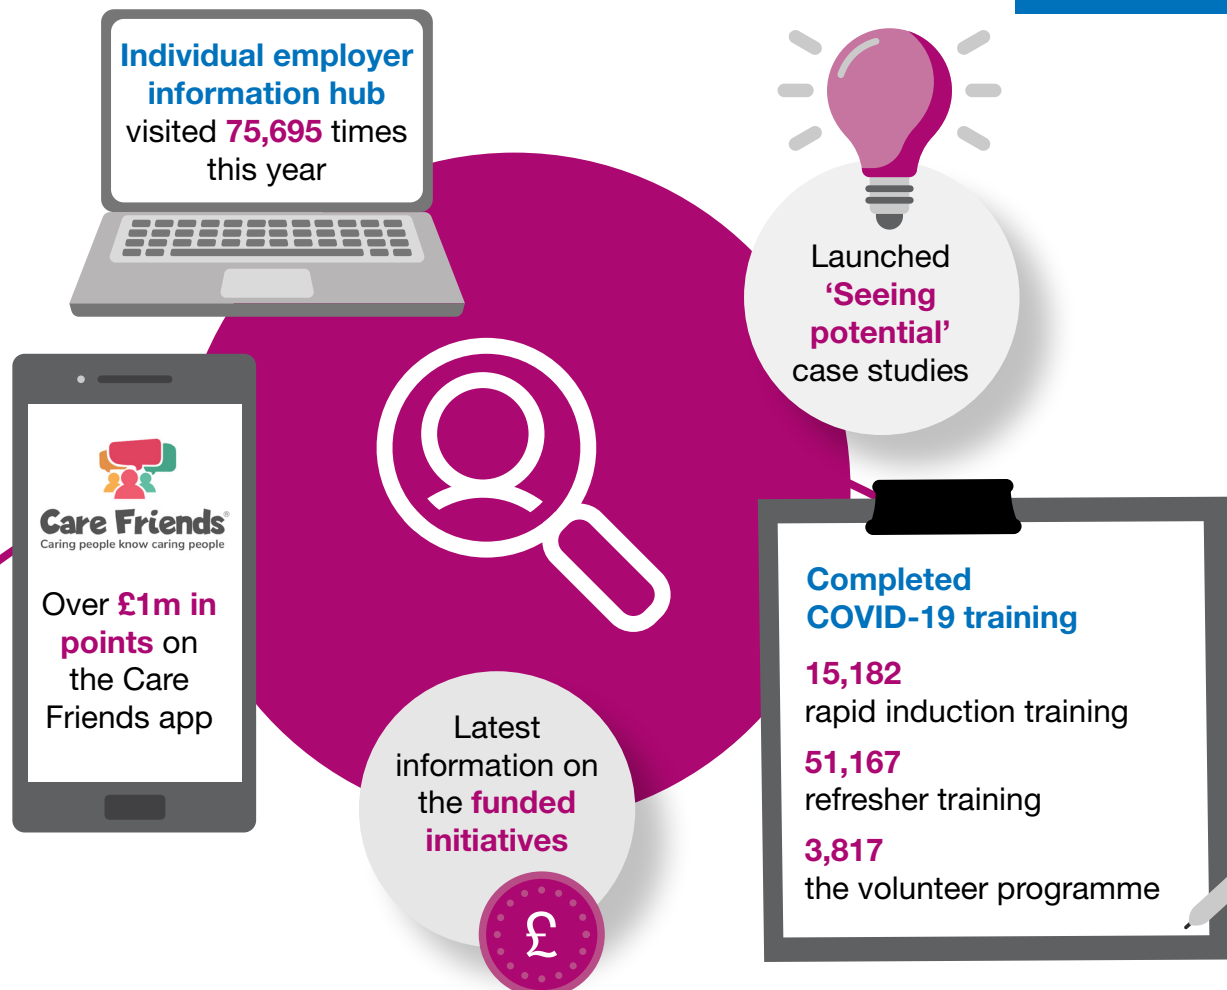 Individual employer
information hub
visited 75,695 times
this year
Launched
‘Seeing
potential’
case studies
Care Friends®
Caring people know caring people
Over £1m in
points on
the Care
Friends app
Completed
COVID-19 training
15,182
rapid induction training
51,167
refresher training
3,817
the volunteer programme
Latest
information on
the funded
initiatives
£